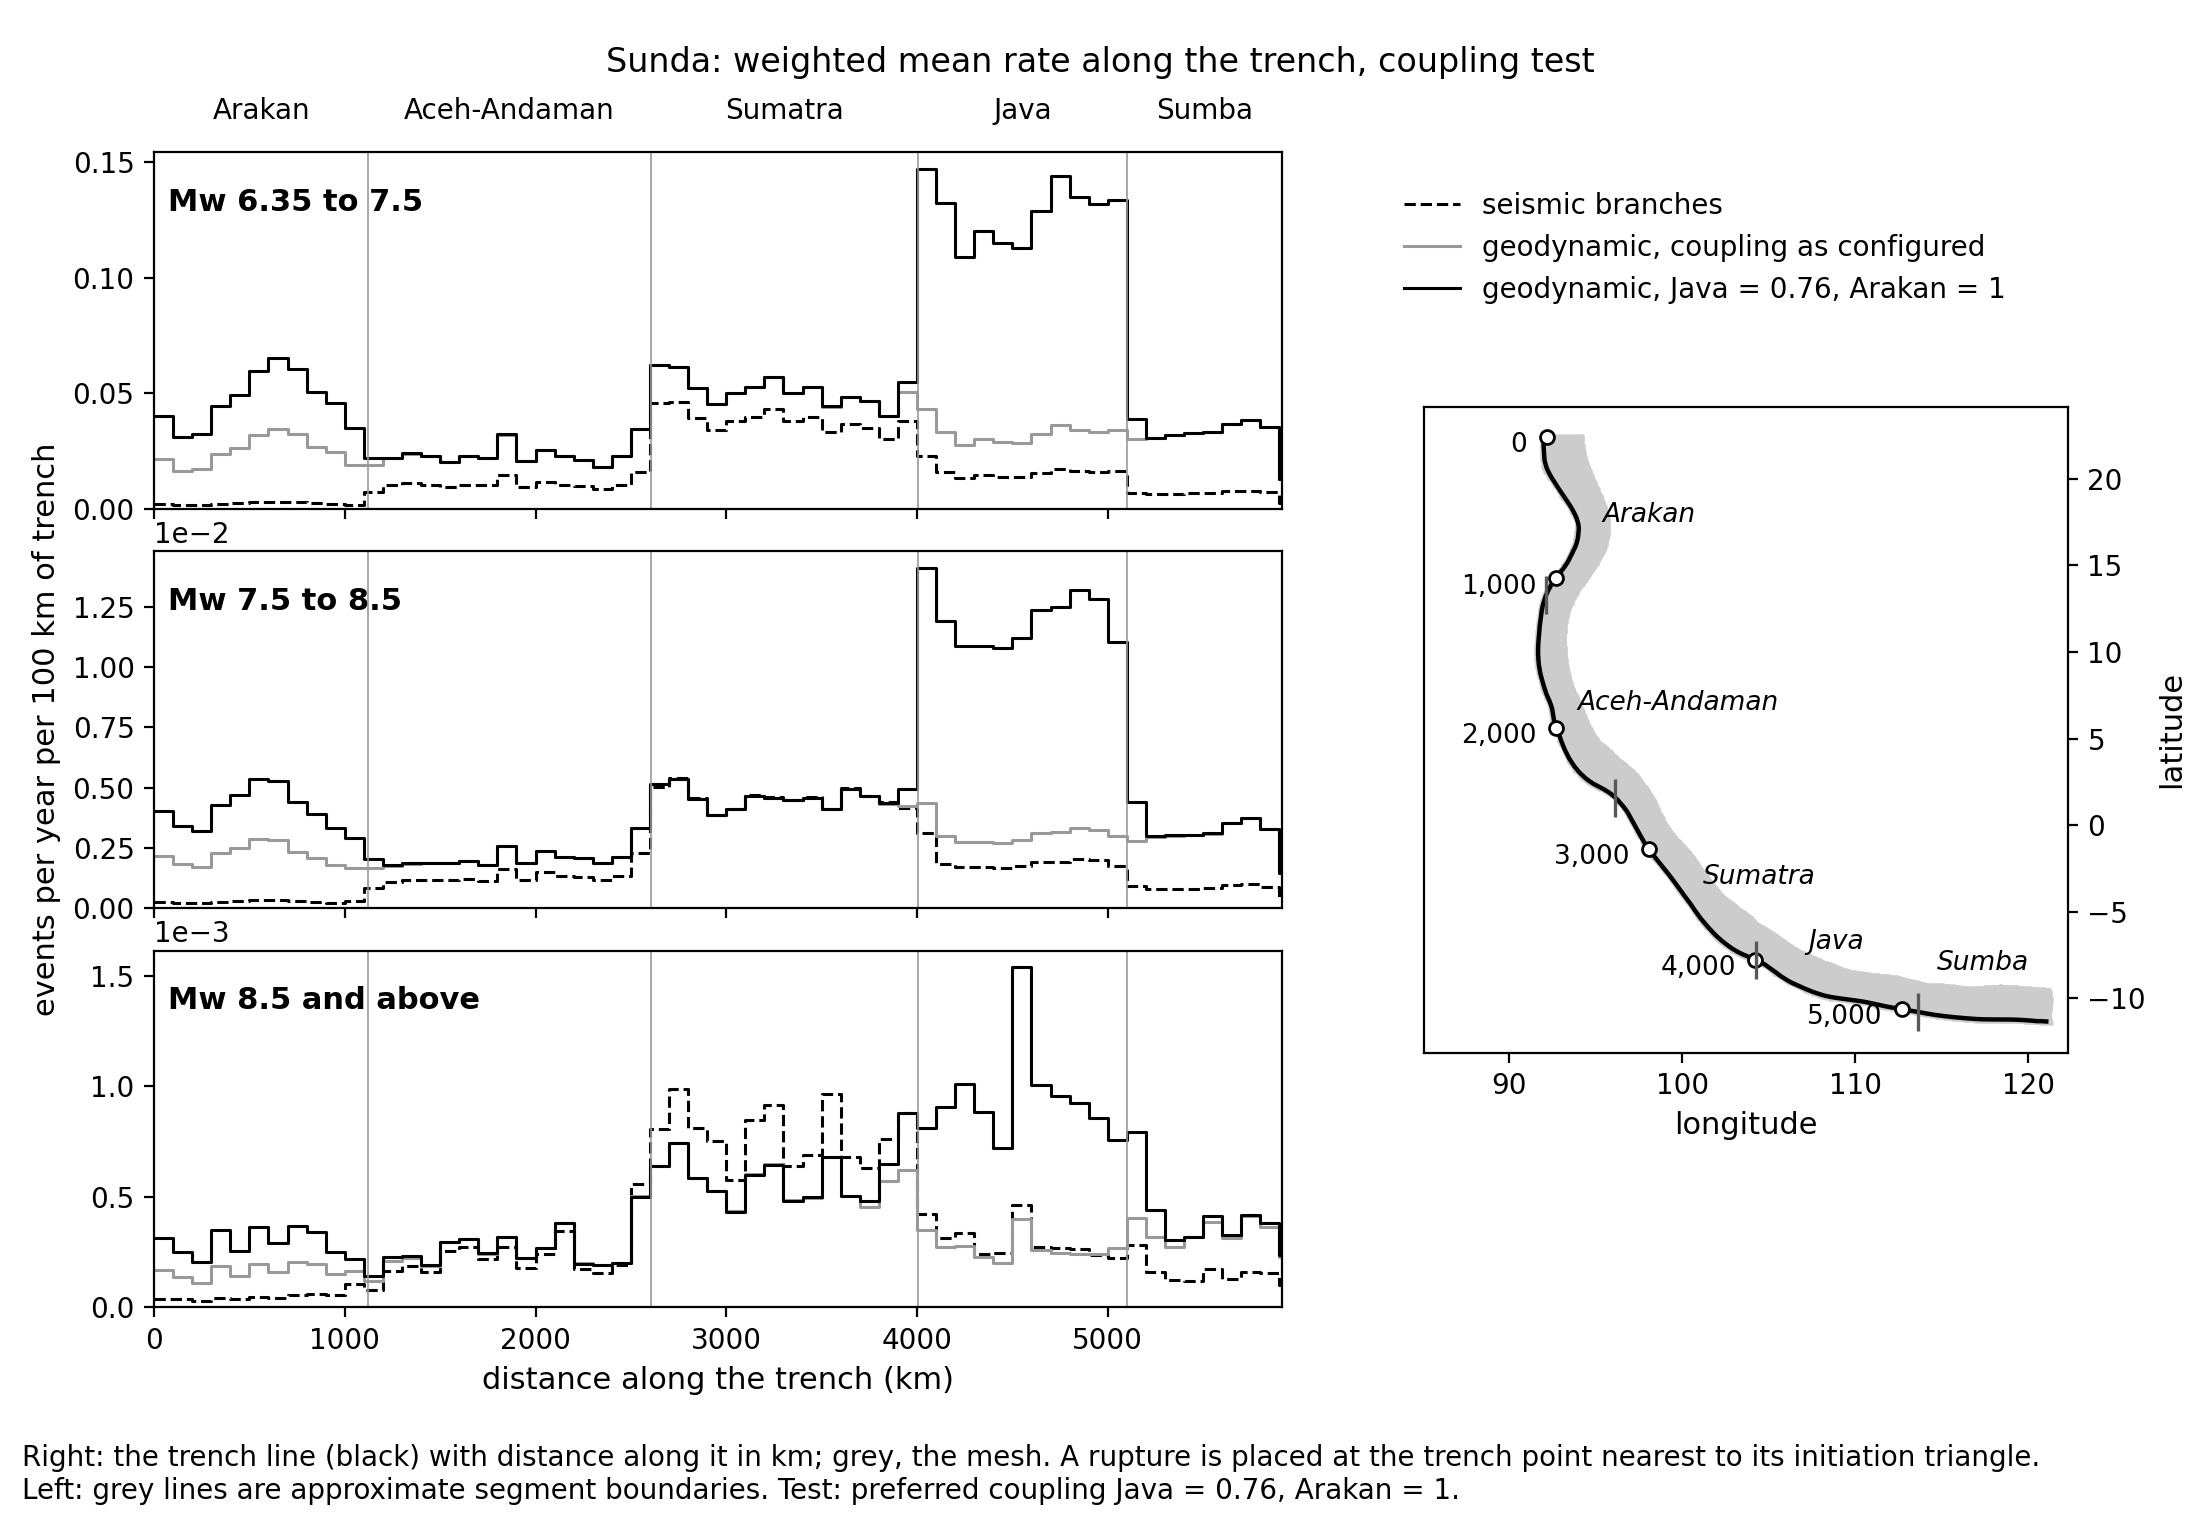 Sunda: weighted mean rate along the trench, coupling test
Arakan
Aceh-Andaman
Sumatra
Java
Sumba
events per year per 100 km of trench
0.15
0.10
0.05
0.00
Mw 6.35 to 7.5
1e−2
1.25
1.00
0.75
0.50
0.25
0.00
Mw 7.5 to 8.5
1e−3
1.5
1.0
0.5
0.0
Mw 8.5 and above
0
1000
2000
3000
4000
5000
distance along the trench (km)
seismic branches
geodynamic, coupling as configured
geodynamic, Java = 0.76, Arakan = 1
0
1,000
2,000
3,000
4,000
5,000
Arakan
Aceh-Andaman
Sumatra
Java
Sumba
20
15
10
5
0
−5
−10
latitude
90
100
110
120
longitude
Right: the trench line (black) with distance along it in km; grey, the mesh. A rupture is placed at the trench point nearest to its initiation triangle.
Left: grey lines are approximate segment boundaries. Test: preferred coupling Java = 0.76, Arakan = 1.